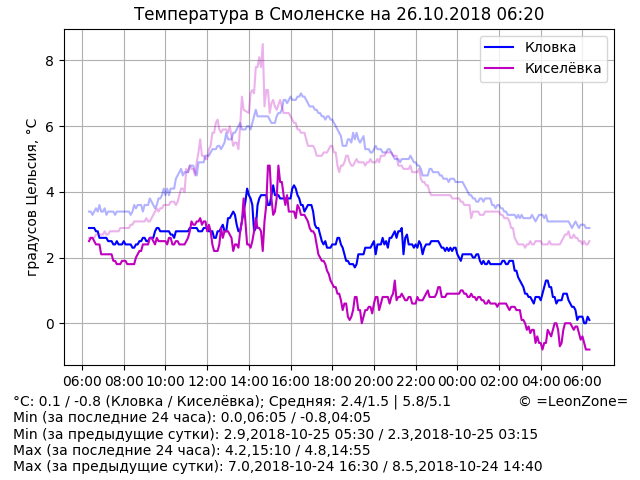 Температура в Смоленске на 26.10.2018 06:20
Кловка
Киселёвка
градусов Цельсия, °C
8
6
4
2
0
06:00 08:00 10:00 12:00 14:00 16:00 18:00 20:00 22:00 00:00 02:00 04:00 06:00
°C: 0.1 / -0.8 (Кловка / Киселёвка); Средняя: 2.4/1.5 | 5.8/5.1 © =LeonZone=
Min (за последние 24 часа): 0.0,06:05 / -0.8,04:05
Min (за предыдущие сутки): 2.9,2018-10-25 05:30 / 2.3,2018-10-25 03:15
Max (за последние 24 часа): 4.2,15:10 / 4.8,14:55
Max (за предыдущие сутки): 7.0,2018-10-24 16:30 / 8.5,2018-10-24 14:40